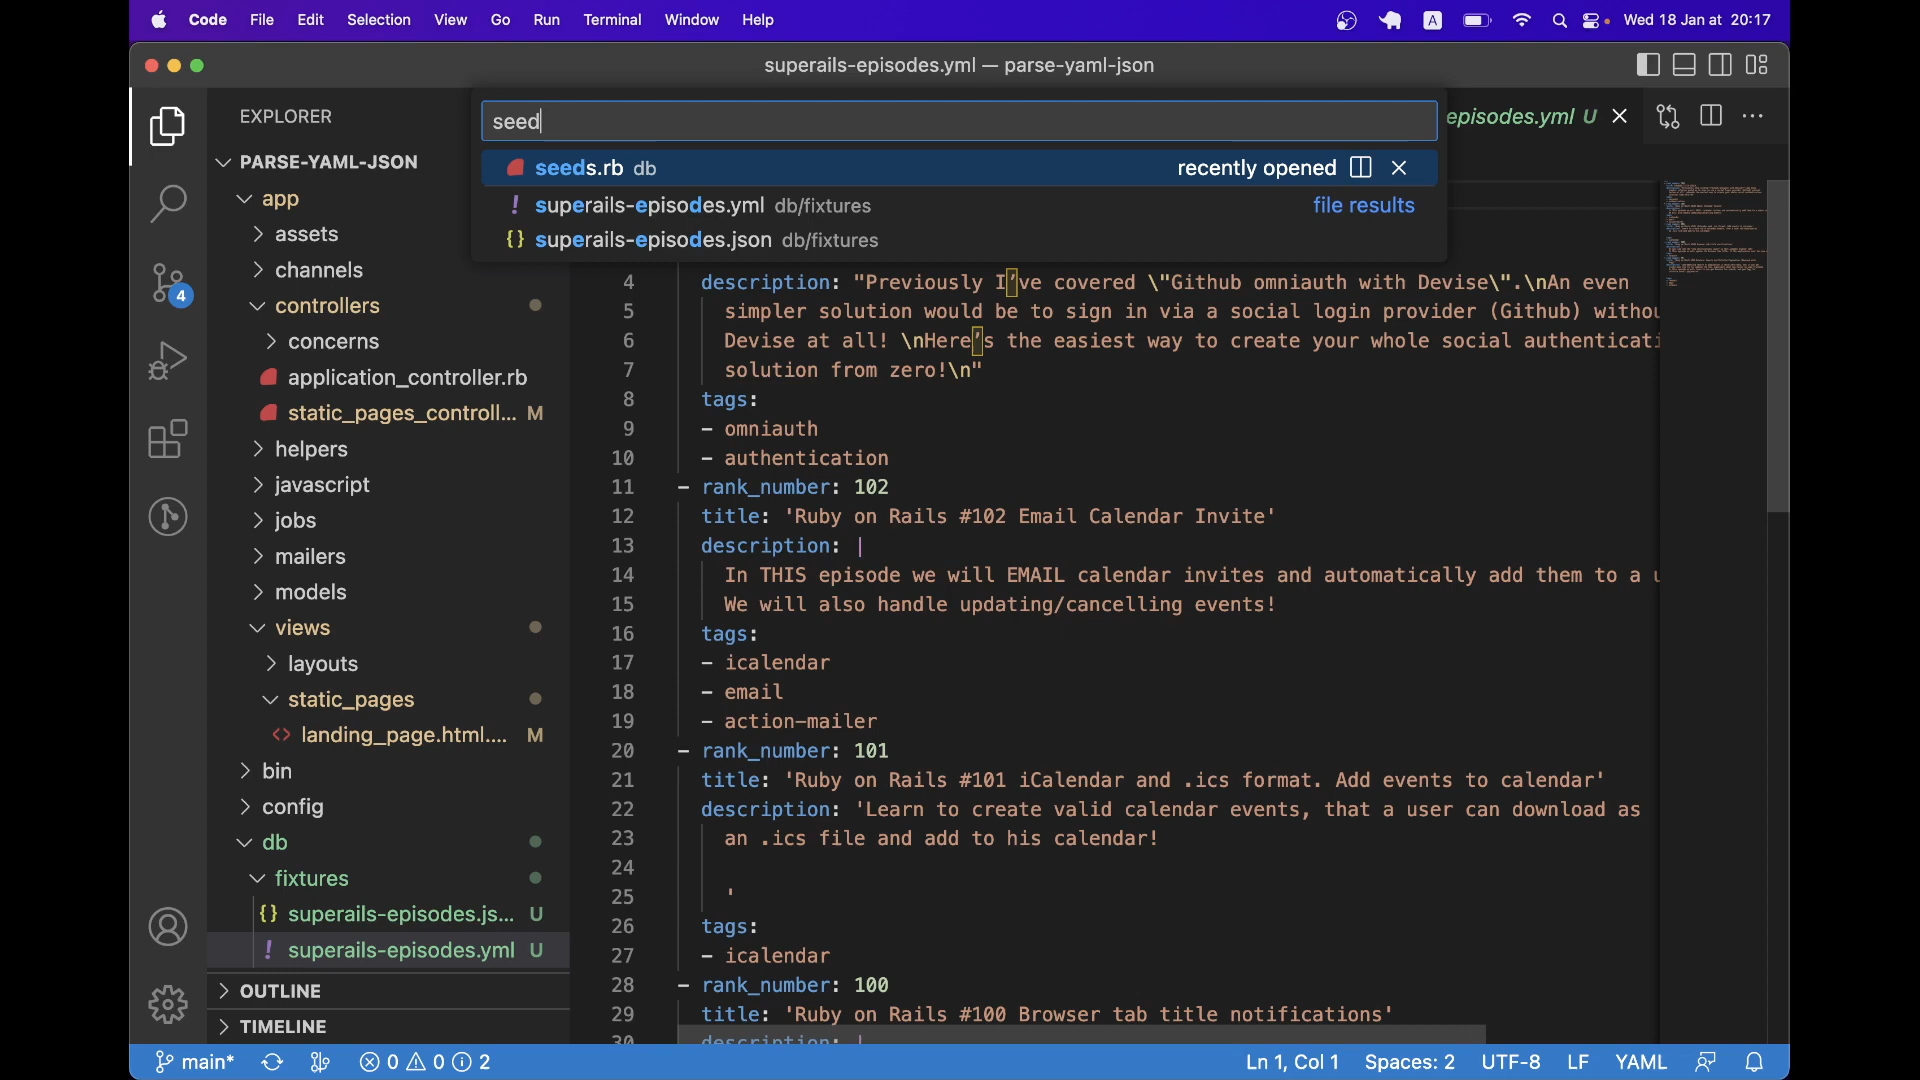 Code File Edit Selection View Go Run Terminal Window Help
A
Wed 18 Jan at 20:17
superails-episodes.yml — parse-yaml-json
EXPLORER
seed
episodes.yml U
PARSE-YAML-JSON
seeds.rb db
recently opened
superails-episodes.yml db/fixtures
file results
superails-episodes.json db/fixtures
app
assets
channels
controllers
concerns
application_controller.rb
static_pages_controll... M
helpers
javascript
jobs
mailers
models
views
layouts
static_pages
landing_page.html.... M
bin
config
db
fixtures
superails-episodes.js... U
superails-episodes.yml U
OUTLINE
TIMELINE
4
4 description: "Previously I’ve covered \"Github omniauth with Devise\".\nAn even
5 simpler solution would be to sign in via a social login provider (Github) withou
6 Devise at all! \nHere’s the easiest way to create your whole social authenticati
7 solution from zero!\n"
8 tags:
9 - omniauth
10 - authentication
11 - rank_number: 102
12 title: 'Ruby on Rails #102 Email Calendar Invite'
13 description: |
14 In THIS episode we will EMAIL calendar invites and automatically add them to a u
15 We will also handle updating/cancelling events!
16 tags:
17 - icalendar
18 - email
19 - action-mailer
20 - rank_number: 101
21 title: 'Ruby on Rails #101 iCalendar and .ics format. Add events to calendar'
22 description: 'Learn to create valid calendar events, that a user can download as
23 an .ics file and add to his calendar!
24
25 '
26 tags:
27 - icalendar
28 - rank_number: 100
29 title: 'Ruby on Rails #100 Browser tab title notifications'
30 description: |
main* 0 0 2
Ln 1, Col 1 Spaces: 2 UTF-8 LF YAML